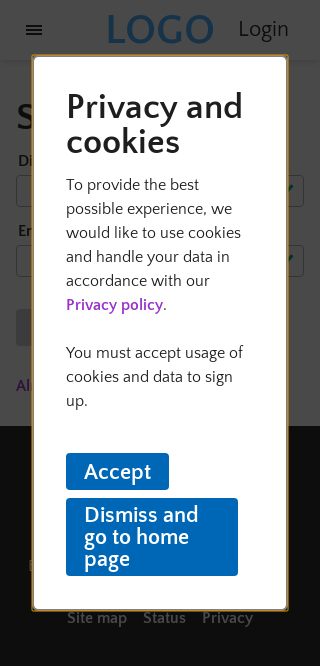 LOGO Login
Privacy and
cookies
To provide the best
possible experience, we
would like to use cookies
and handle your data in
accordance with our
Privacy policy.
You must accept usage of
cookies and data to sign
up.
Accept
Dismiss and
go to home
page
Site map Status Privacy